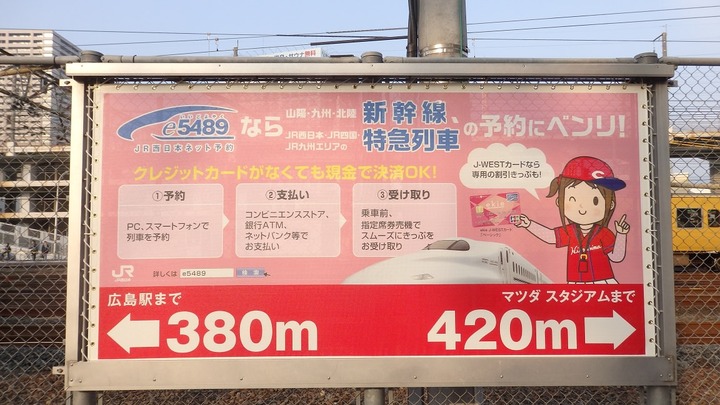 e5489
JR西日本ネット予約
なら
山陽・九州・北陸
JR西日本・JR四国・
JR九州エリアの
新幹線、
特急列車
の予約にベンリ!
クレジットカードがなくても現金で決済OK!
①予約
PC、スマートフォンで
列車を予約
②支払い
コンビニエンスストア、
銀行ATM、
ネットバンク等で
お支払い
③受け取り
乗車前、
指定席券売機で
スムーズにきっぷを
お受け取り
J-WESTカードなら
専用の割引きっぷも!
JR
詳しくは e5489 検索
広島駅まで
380m
マツダ スタジアムまで
420m